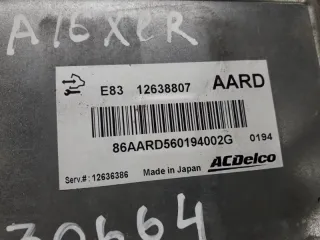 A16XER
E83 12638807 AARD
86AARD560194002G 0194
Serv.#: 12636386 Made in Japan ACDelco
30664